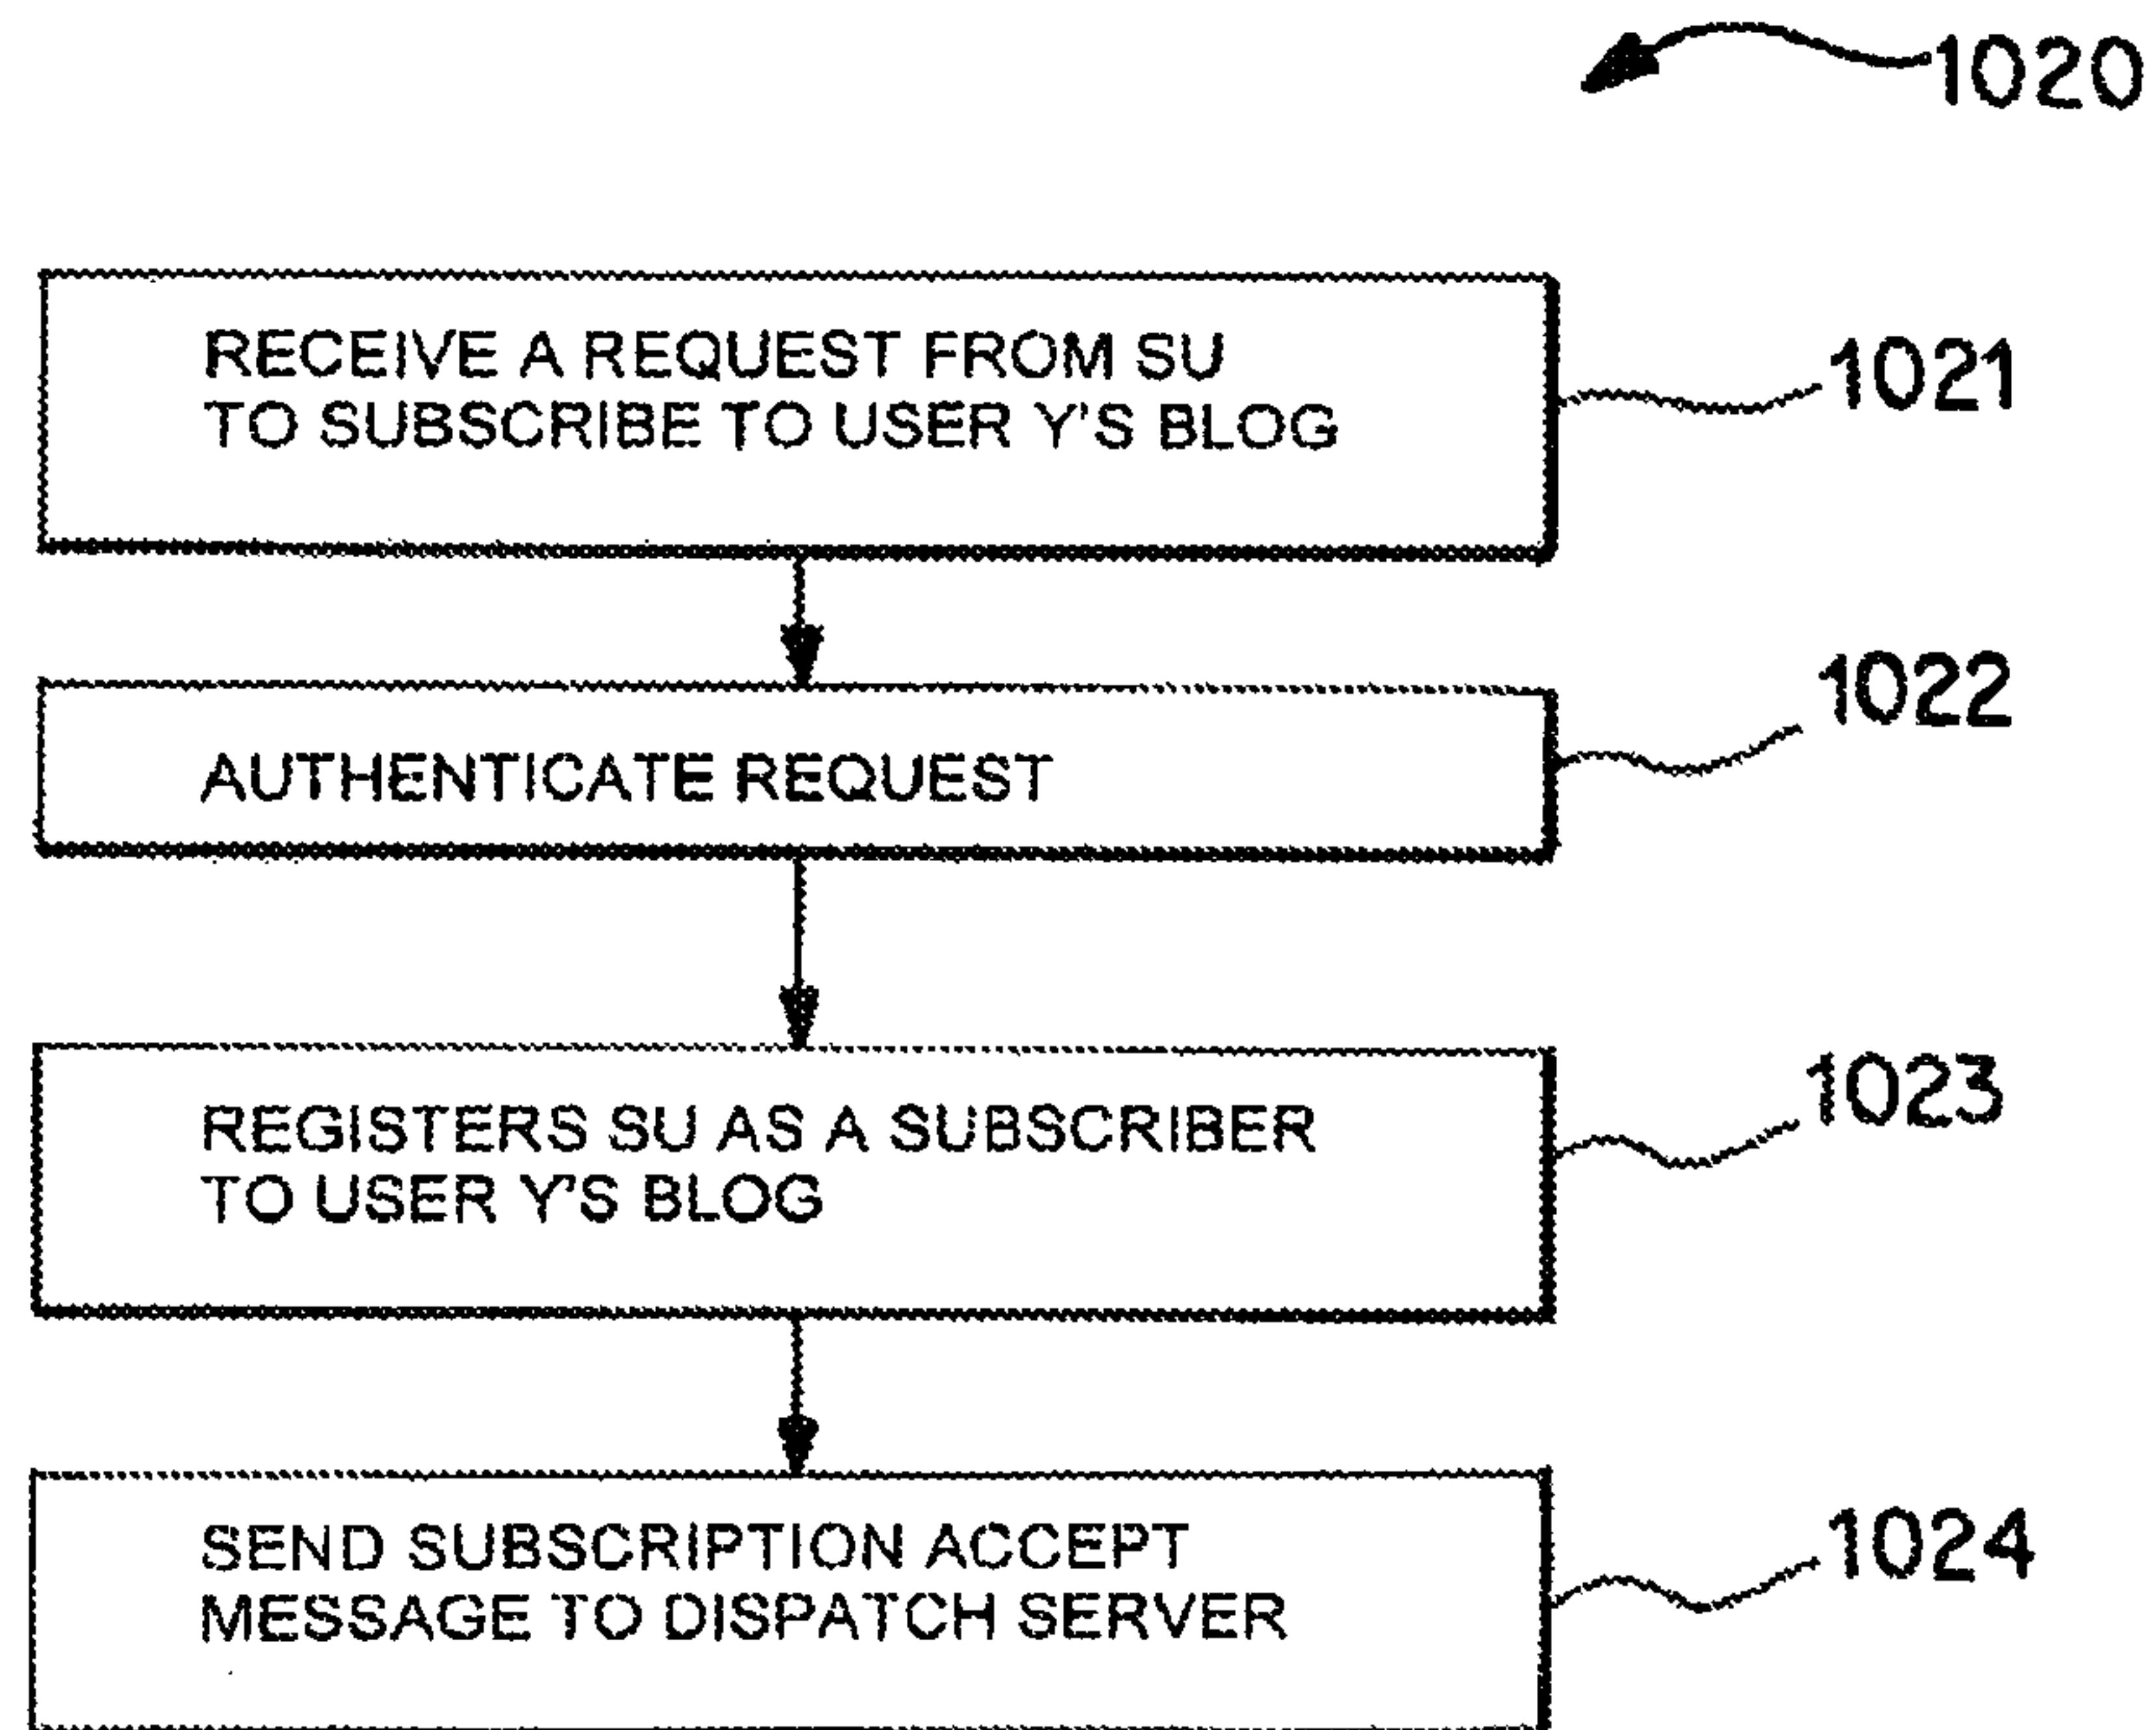 1020
RECEIVE A REQUEST FROM SU
TO SUBSCRIBE TO USER Y'S BLOG
1021
1022
AUTHENTICATE REQUEST
1023
REGISTERS SU AS A SUBSCRIBER
TO USER Y'S BLOG
SEND SUBSCRIPTION ACCEPT
MESSAGE TO DISPATCH SERVER
1024